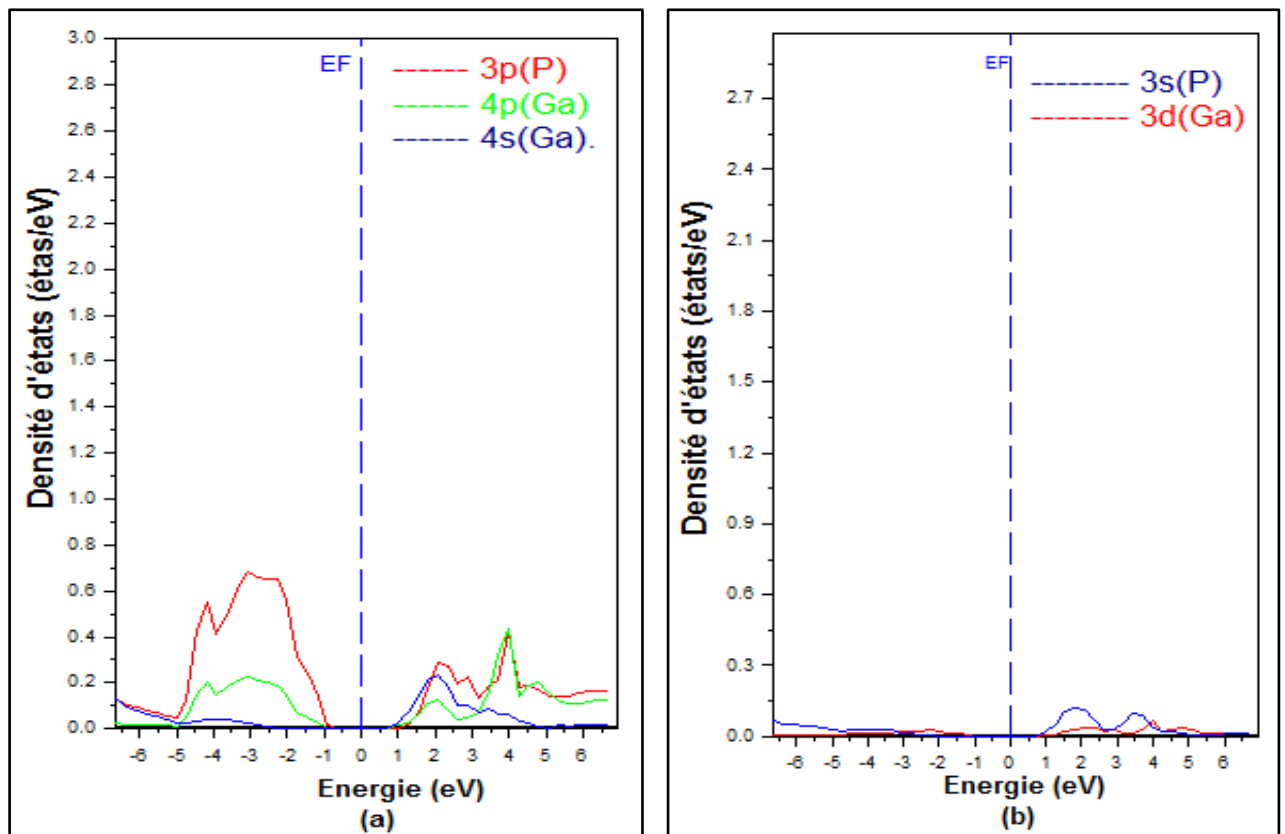 3.0
2.8
2.6
2.4
2.2
2.0
1.8
1.6
1.4
1.2
1.0
0.8
0.6
0.4
0.2
0.0
Densité d'états (étas/eV)
EF
3p(P)
4p(Ga)
4s(Ga).
-6 -5 -4 -3 -2 -1 0 1 2 3 4 5 6
Energie (eV)
(a)
2.7
2.4
2.1
1.8
1.5
1.2
0.9
0.6
0.3
0.0
Densité d'états (états/eV)
EF
3s(P)
3d(Ga)
-6 -5 -4 -3 -2 -1 0 1 2 3 4 5 6
Energie (eV)
(b)